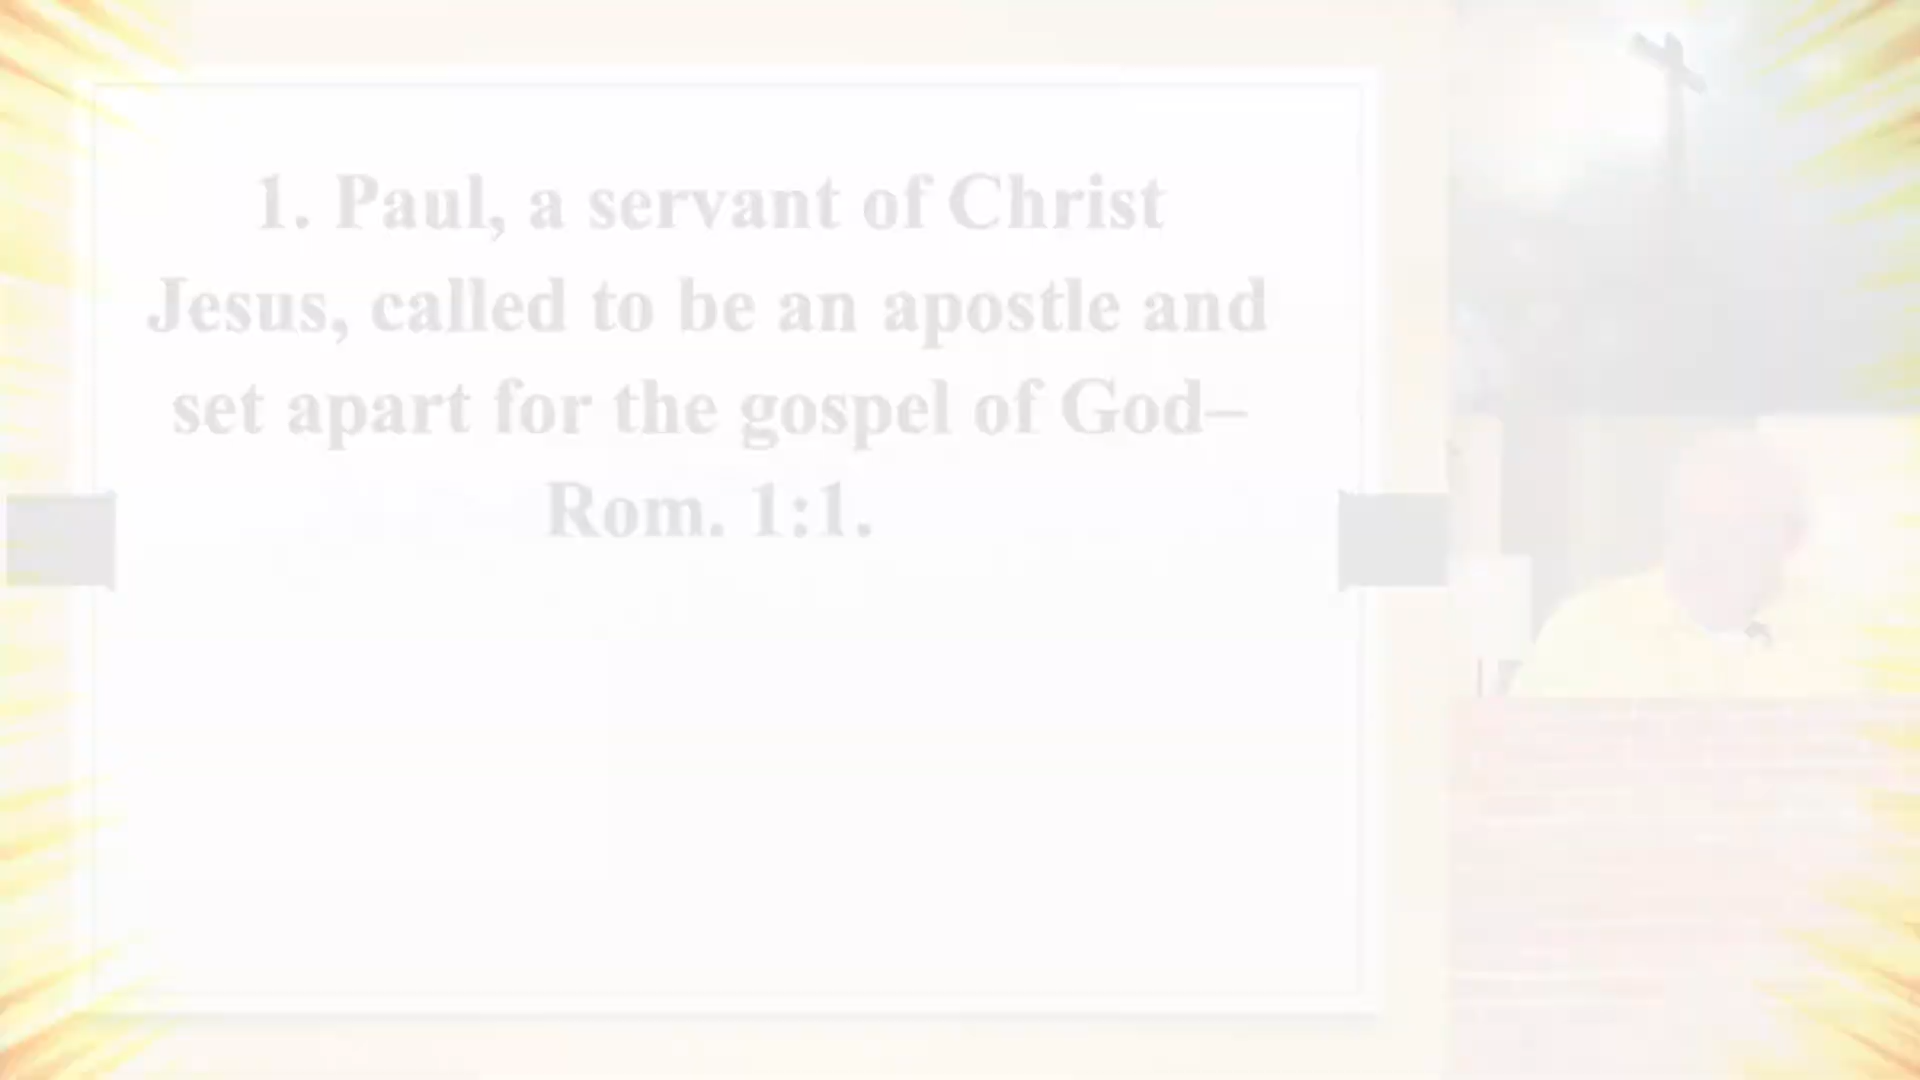 1. Paul, a servant of Christ
Jesus, called to be an apostle and
set apart for the gospel of God–
Rom. 1:1.